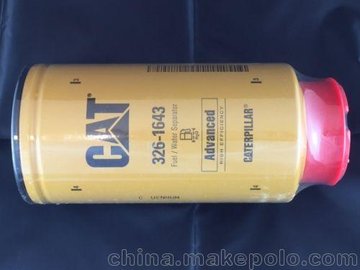 CAT
326-1643
Fuel / Water Separator
Advanced
HIGH EFFICIENCY
CATERPILLAR®
china.makepolo.com